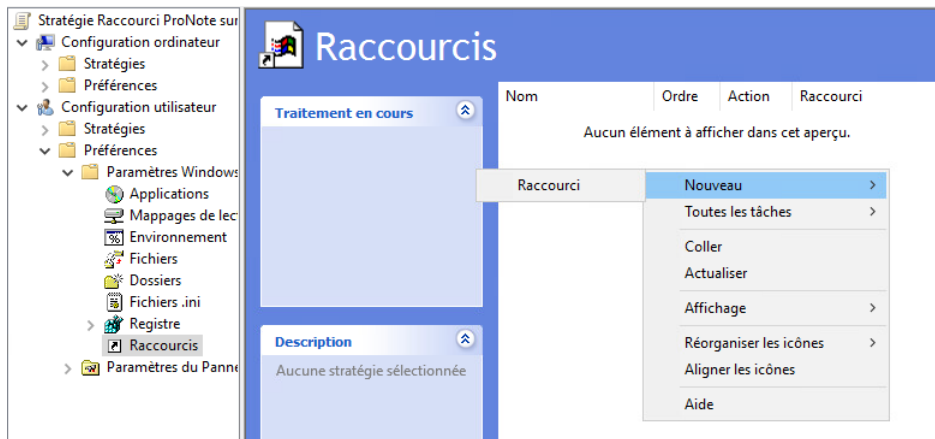 Stratégie Raccourci ProNote sur
Configuration ordinateur
Stratégies
Préférences
Configuration utilisateur
Stratégies
Préférences
Paramètres Windows
Applications
Mappages de lec
Environnement
Fichiers
Dossiers
Fichiers .ini
Registre
Raccourcis
Paramètres du Panne
Raccourcis
Traitement en cours
Description
Aucune stratégie sélectionnée
Nom Ordre Action Raccourci
Aucun élément à afficher dans cet aperçu.
Raccourci
Nouveau
Toutes les tâches
Coller
Actualiser
Affichage
Réorganiser les icônes
Aligner les icônes
Aide